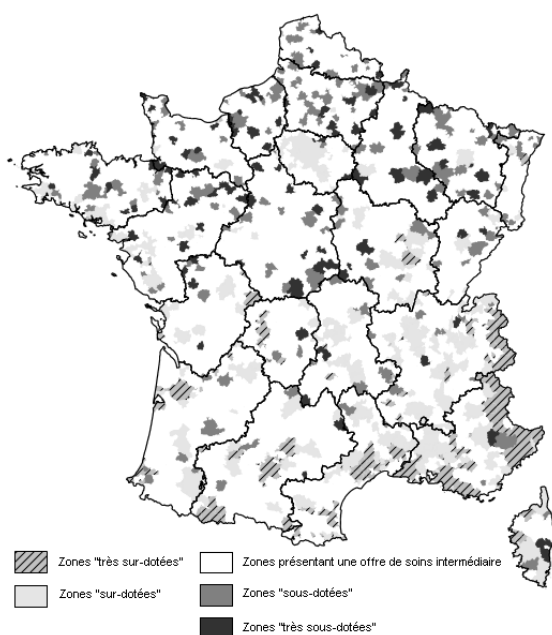 Zones "très sur-dotées"
Zones présentant une offre de soins intermédiaire
Zones "sur-dotées"
Zones "sous-dotées"
Zones "très sous-dotées"